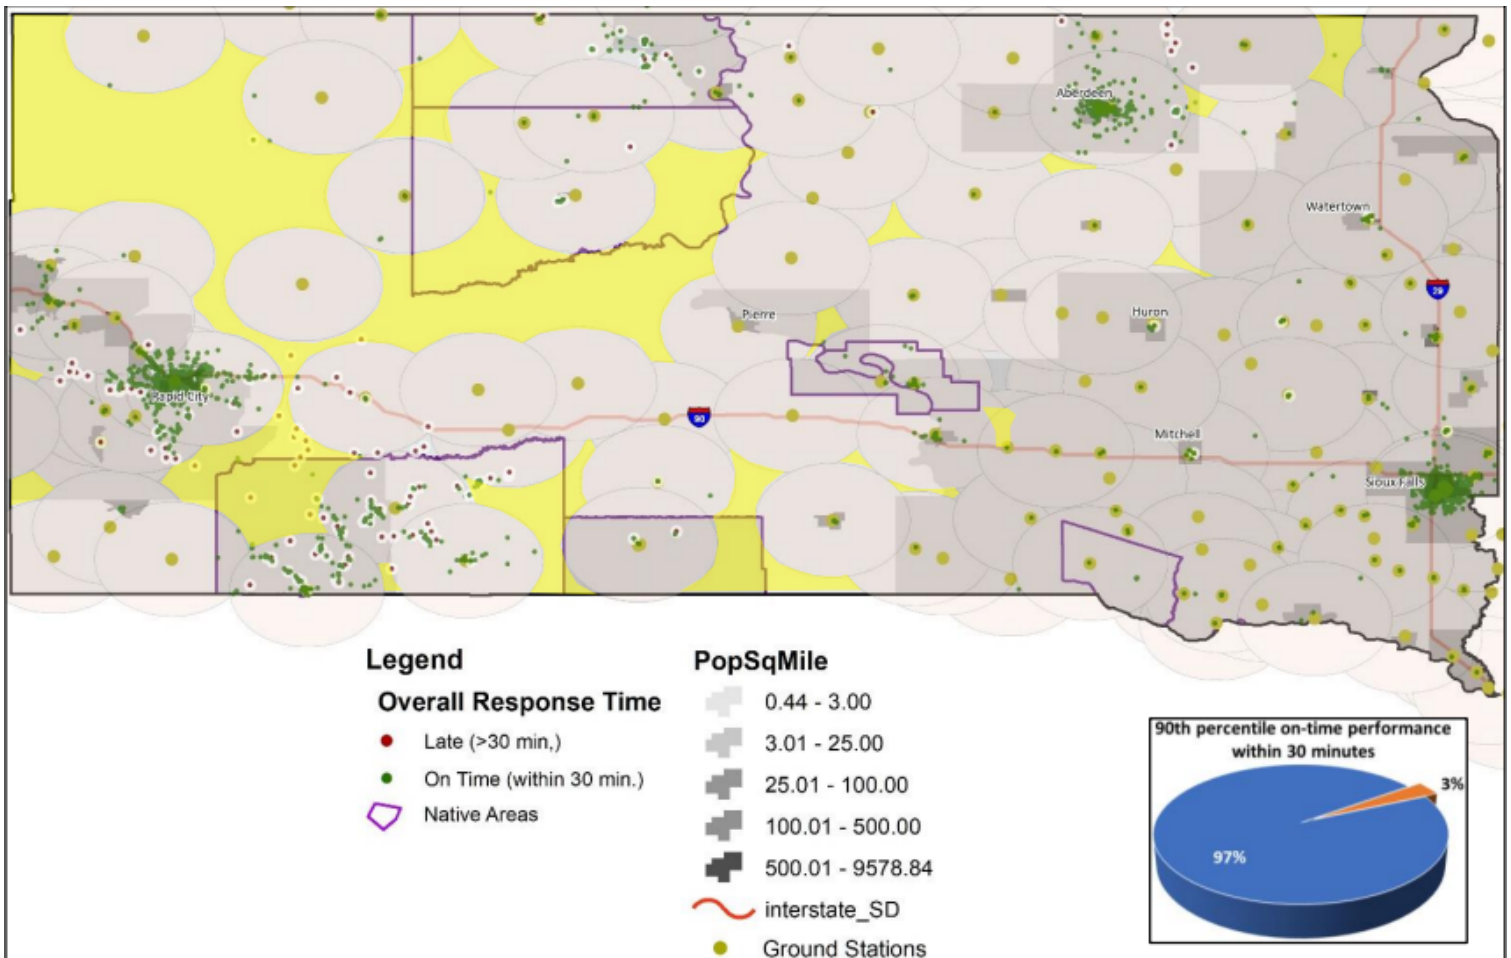 Aberdeen
Watertown
29
Pierre
Huron
Rapid City
90
Mitchell
Sioux Falls
Legend
Overall Response Time
Late (>30 min,)
On Time (within 30 min.)
Native Areas
PopSqMile
0.44 - 3.00
3.01 - 25.00
25.01 - 100.00
100.01 - 500.00
500.01 - 9578.84
interstate_SD
Ground Stations
90th percentile on-time performance
within 30 minutes
3%
97%